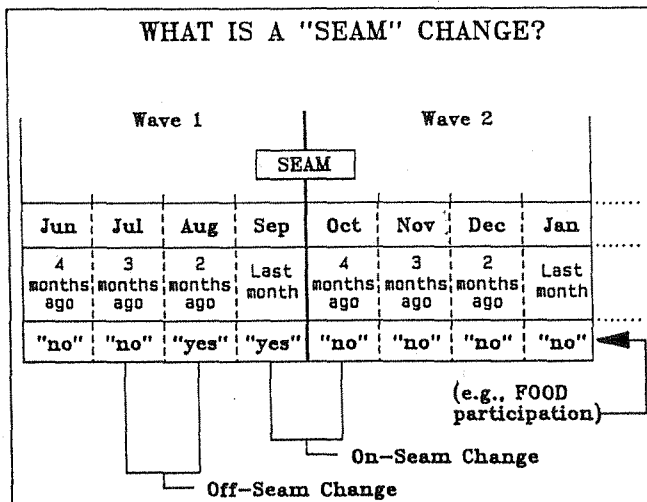 WHAT IS A "SEAM" CHANGE?
Wave 1 Wave 2
SEAM
Jun Jul Aug Sep Oct Nov Dec Jan
4 months ago 3 months ago 2 months ago Last month 4 months ago 3 months ago 2 months ago Last month
"no" "no" "yes" "yes" "no" "no" "no" "no"
(e.g., FOOD
participation)
On-Seam Change
Off-Seam Change